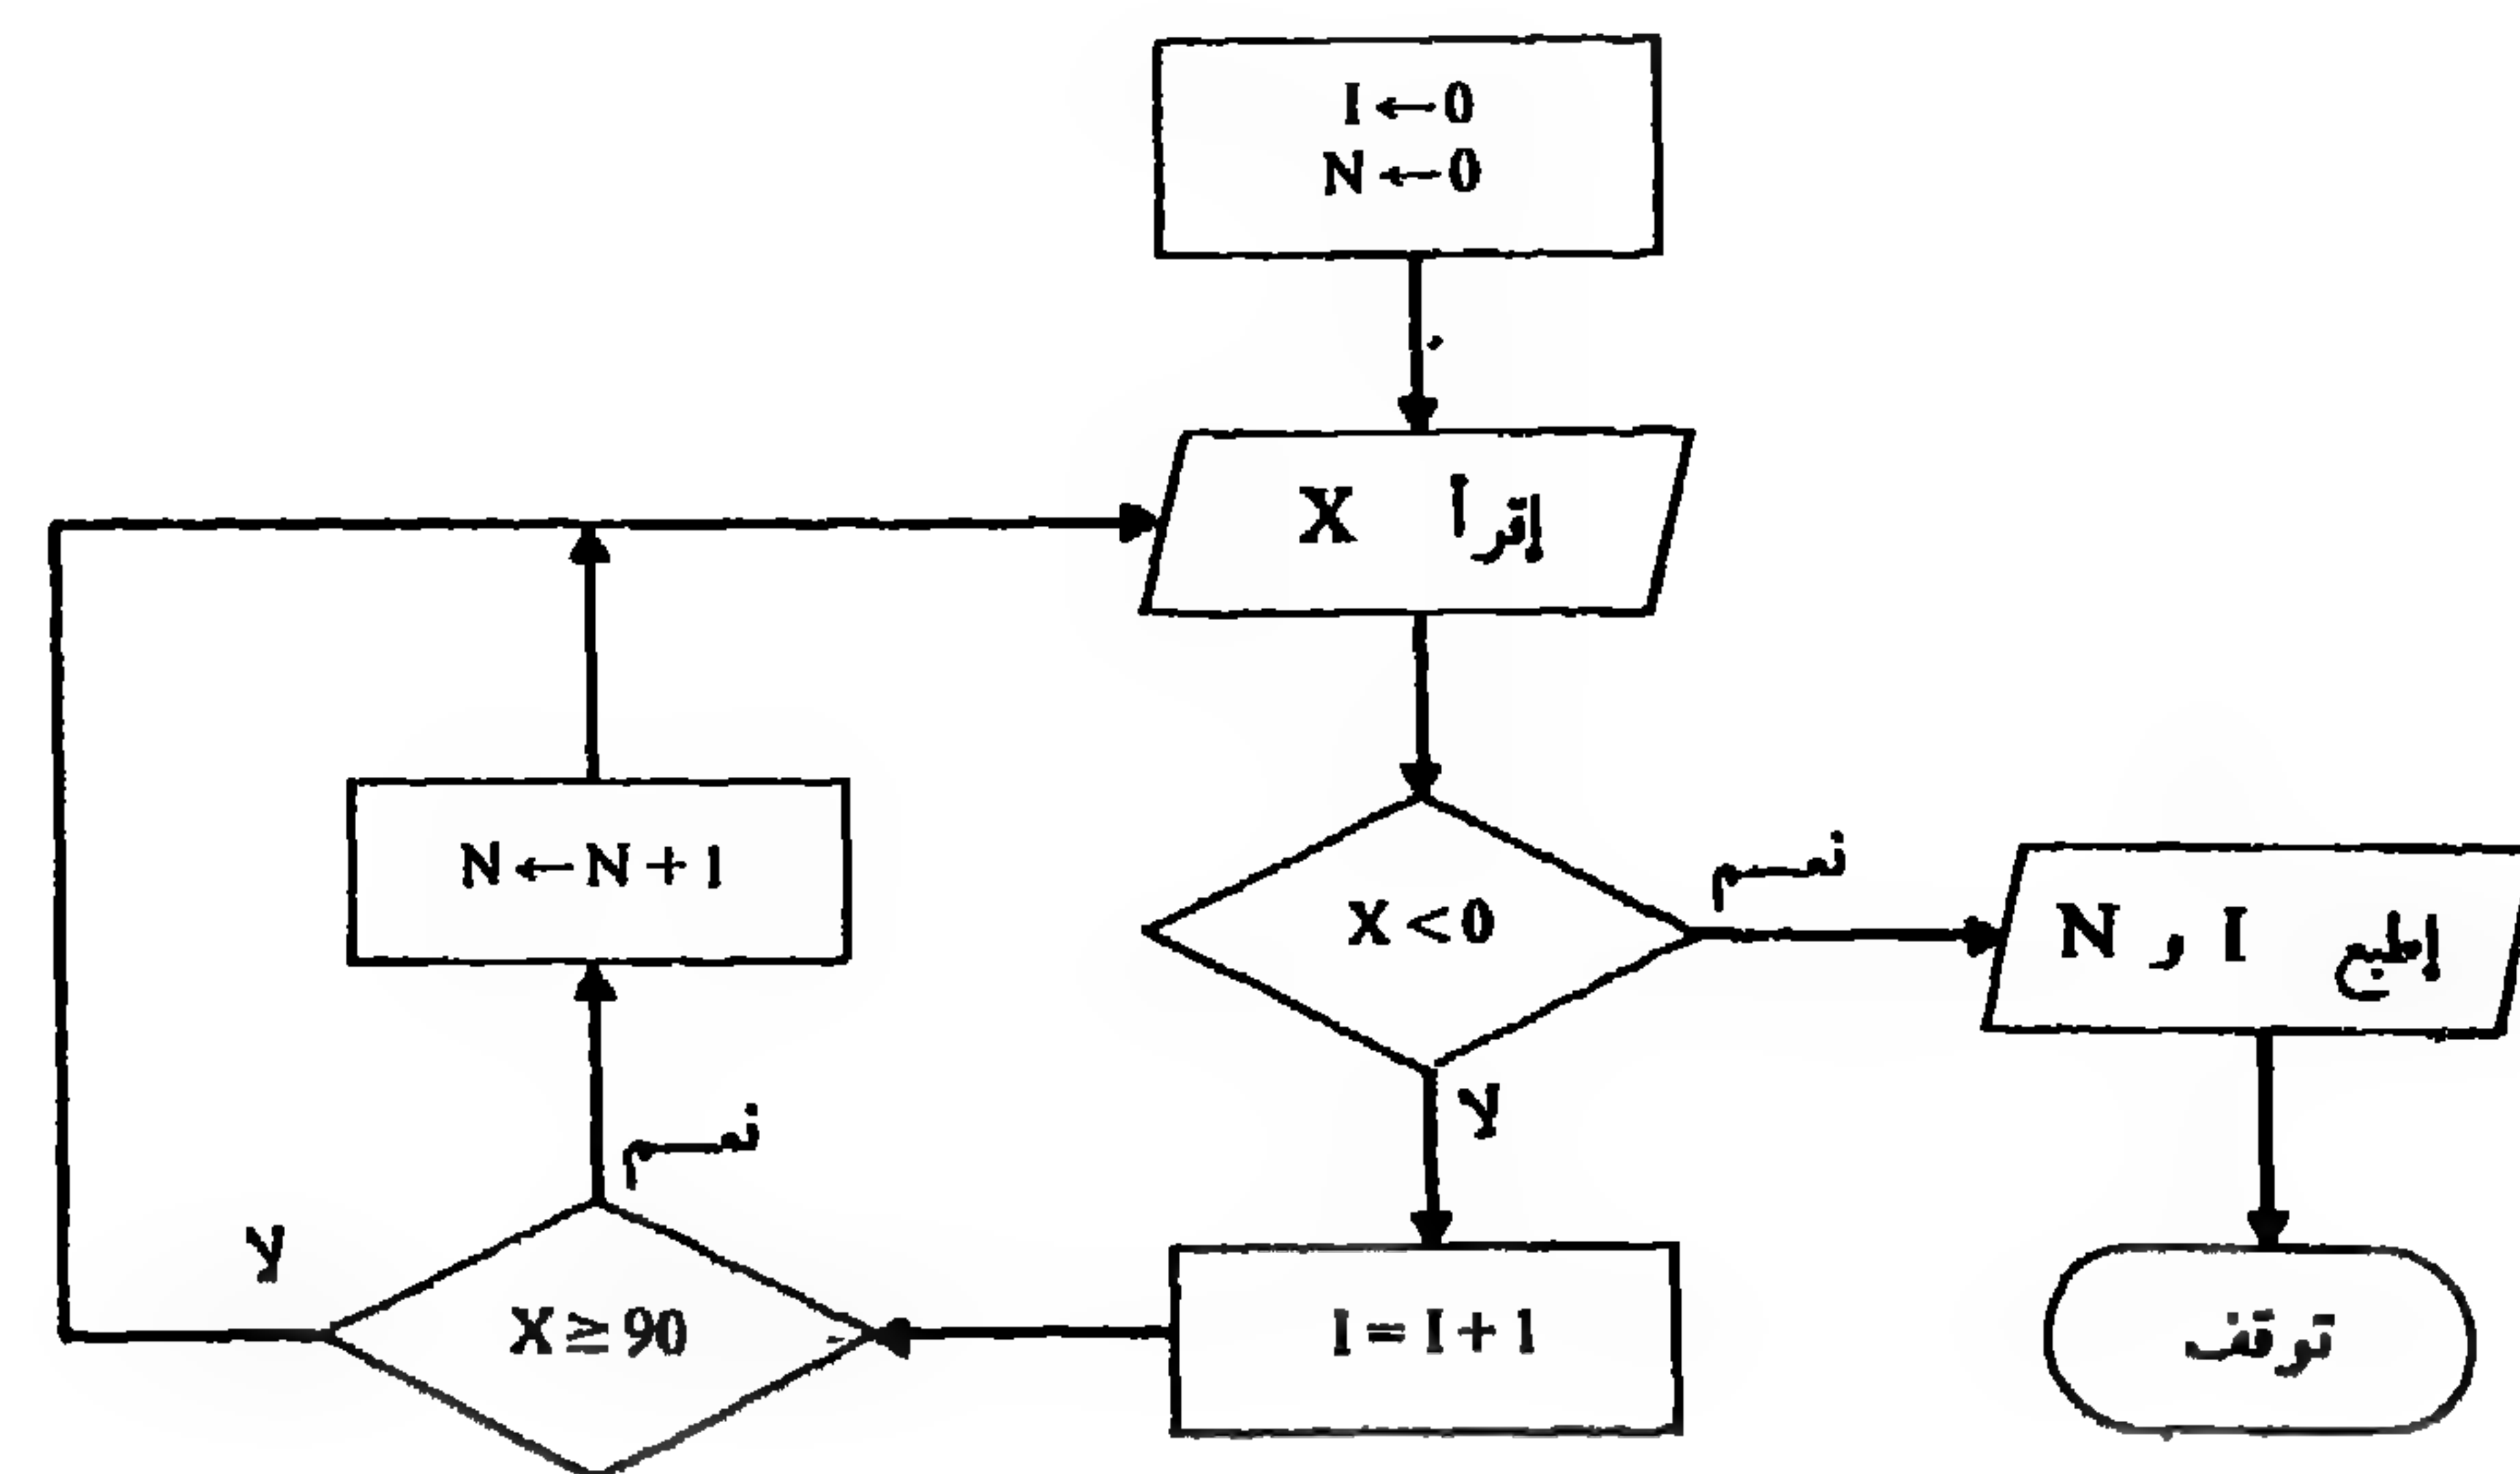 I ← 0
N ← 0
إقرأ X
X < 0
نعم
لا
إطبع N , I
N ← N + 1
نعم
لا
X ≥ 90
I = I + 1
توقف